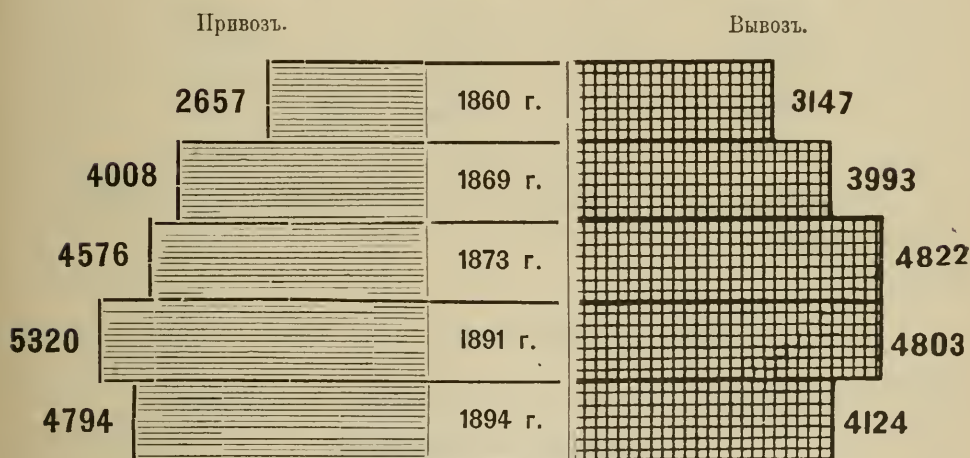 Привозъ. Вывозъ.
2657 1860 г. 3147
4008 1869 г. 3993
4576 1873 г. 4822
5320 1891 г. 4803
4794 1894 г. 4124